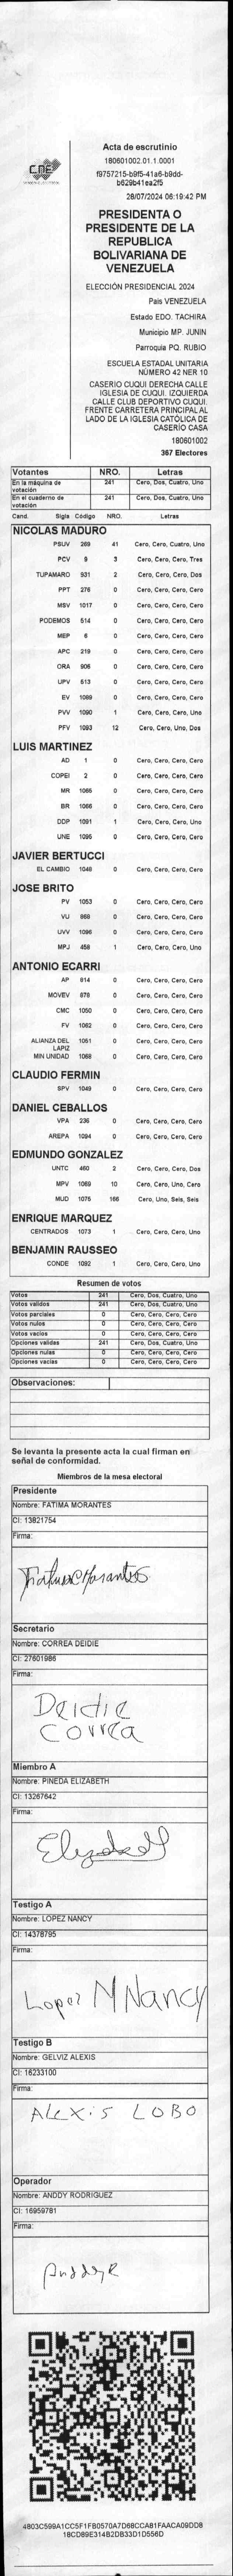 CNE
Acta de escrutinio
180601002.01.1.0001
f9757215-b9f5-41a6-b9dd-
b629b41ea2f5
28/07/2024 06:19:42 PM
PRESIDENTA O
PRESIDENTE DE LA
REPUBLICA
BOLIVARIANA DE
VENEZUELA
ELECCIÓN PRESIDENCIAL 2024
Pais VENEZUELA
Estado EDO. TACHIRA
Municipio MP. JUNIN
Parroquia PQ. RUBIO
ESCUELA ESTADAL UNITARIA
NÚMERO 42 NER 10
CASERIO CUQUI DERECHA CALLE
IGLESIA DE CUQUI. IZQUIERDA
CALLE CLUB DEPORTIVO CUQUI.
FRENTE CARRETERA PRINCIPAL AL
LADO DE LA IGLESIA CATÓLICA DE
CASERÍO CASA
180601002
367 Electores
Votantes NRO. Letras
En la máquina de votación 241 Cero, Dos, Cuatro, Uno
En el cuaderno de votación 241 Cero, Dos, Cuatro, Uno
Cand. Sigla Código NRO. Letras
NICOLAS MADURO
PSUV 269 41 Cero, Cero, Cuatro, Uno
PCV 9 3 Cero, Cero, Cero, Tres
TUPAMARO 931 2 Cero, Cero, Cero, Dos
PPT 276 0 Cero, Cero, Cero, Cero
MSV 1017 0 Cero, Cero, Cero, Cero
PODEMOS 514 0 Cero, Cero, Cero, Cero
MEP 6 0 Cero, Cero, Cero, Cero
APC 219 0 Cero, Cero, Cero, Cero
ORA 906 0 Cero, Cero, Cero, Cero
UPV 513 0 Cero, Cero, Cero, Cero
EV 1089 0 Cero, Cero, Cero, Cero
PVV 1090 1 Cero, Cero, Cero, Uno
PFV 1093 12 Cero, Cero, Uno, Dos
LUIS MARTINEZ
AD 1 0 Cero, Cero, Cero, Cero
COPEI 2 0 Cero, Cero, Cero, Cero
MR 1065 0 Cero, Cero, Cero, Cero
BR 1066 0 Cero, Cero, Cero, Cero
DDP 1091 1 Cero, Cero, Cero, Uno
UNE 1095 0 Cero, Cero, Cero, Cero
JAVIER BERTUCCI
EL CAMBIO 1048 0 Cero, Cero, Cero, Cero
JOSE BRITO
PV 1053 0 Cero, Cero, Cero, Cero
VU 868 0 Cero, Cero, Cero, Cero
UVV 1096 0 Cero, Cero, Cero, Cero
MPJ 458 1 Cero, Cero, Cero, Uno
ANTONIO ECARRI
AP 814 0 Cero, Cero, Cero, Cero
MOVEV 878 0 Cero, Cero, Cero, Cero
CMC 1050 0 Cero, Cero, Cero, Cero
FV 1062 0 Cero, Cero, Cero, Cero
ALIANZA DEL LAPIZ 1051 0 Cero, Cero, Cero, Cero
MIN UNIDAD 1068 0 Cero, Cero, Cero, Cero
CLAUDIO FERMIN
SPV 1049 0 Cero, Cero, Cero, Cero
DANIEL CEBALLOS
VPA 236 0 Cero, Cero, Cero, Cero
AREPA 1094 0 Cero, Cero, Cero, Cero
EDMUNDO GONZALEZ
UNTC 460 2 Cero, Cero, Cero, Dos
MPV 1069 10 Cero, Cero, Uno, Cero
MUD 1076 166 Cero, Uno, Seis, Seis
ENRIQUE MARQUEZ
CENTRADOS 1073 1 Cero, Cero, Cero, Uno
BENJAMIN RAUSSEO
CONDE 1092 1 Cero, Cero, Cero, Uno
Resumen de votos
Votos 241 Cero, Dos, Cuatro, Uno
Votos validos 241 Cero, Dos, Cuatro, Uno
Votos parciales 0 Cero, Cero, Cero, Cero
Votos nulos 0 Cero, Cero, Cero, Cero
Votos vacios 0 Cero, Cero, Cero, Cero
Opciones validas 241 Cero, Dos, Cuatro, Uno
Opciones nulas 0 Cero, Cero, Cero, Cero
Opciones vacias 0 Cero, Cero, Cero, Cero
Observaciones:
Se levanta la presente acta la cual firman en
señal de conformidad.
Miembros de la mesa electoral
Presidente
Nombre: FATIMA MORANTES
CI: 13821754
Firma:
Fatima Morantes
Secretario
Nombre: CORREA DEIDIE
CI: 27601986
Firma:
Deidie
Correa
Miembro A
Nombre: PINEDA ELIZABETH
CI: 13267642
Firma:
Testigo A
Nombre: LOPEZ NANCY
CI: 14378795
Firma:
Lopez M Nancy
Testigo B
Nombre: GELVIZ ALEXIS
CI: 16233100
Firma:
ALEXiS LOBO
Operador
Nombre: ANDDY RODRIGUEZ
CI: 16959781
Firma:
AnddyR
4803C599A1CC5F1FB0570A7D68CCA81FAACA09DD8
18CD89E314B2DB33D1D556D